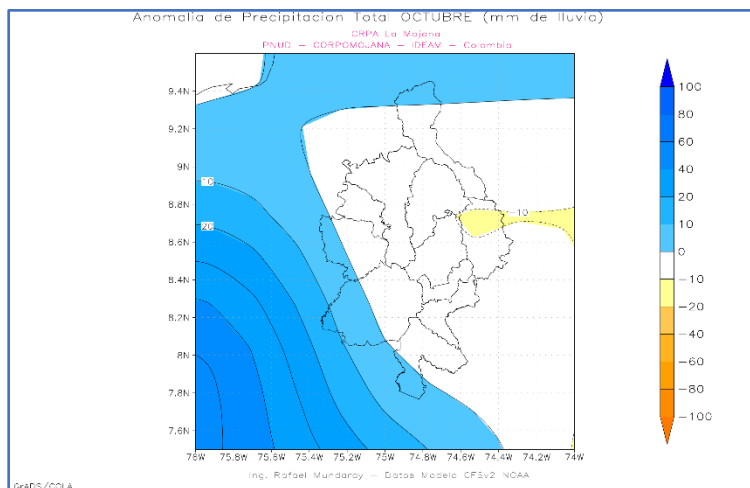 Anomalia de Precipitacion Total OCTUBRE (mm de lluvia)
CRPA La Mojana
PNUD – CORPOMOJANA – IDEAM – Colombia
9.4N
9.2N
9N
8.8N
8.6N
8.4N
8.2N
8N
7.8N
7.6N
10
20
-10
76W 75.8W 75.6W 75.4W 75.2W 75W 74.8W 74.6W 74.4W 74.2W 74W
100
80
60
40
20
10
0
-10
-20
-40
-60
-80
-100
Ing. Rafael Mundaray – Datos Modelo CFSv2 NOAA
GrADS/COLA